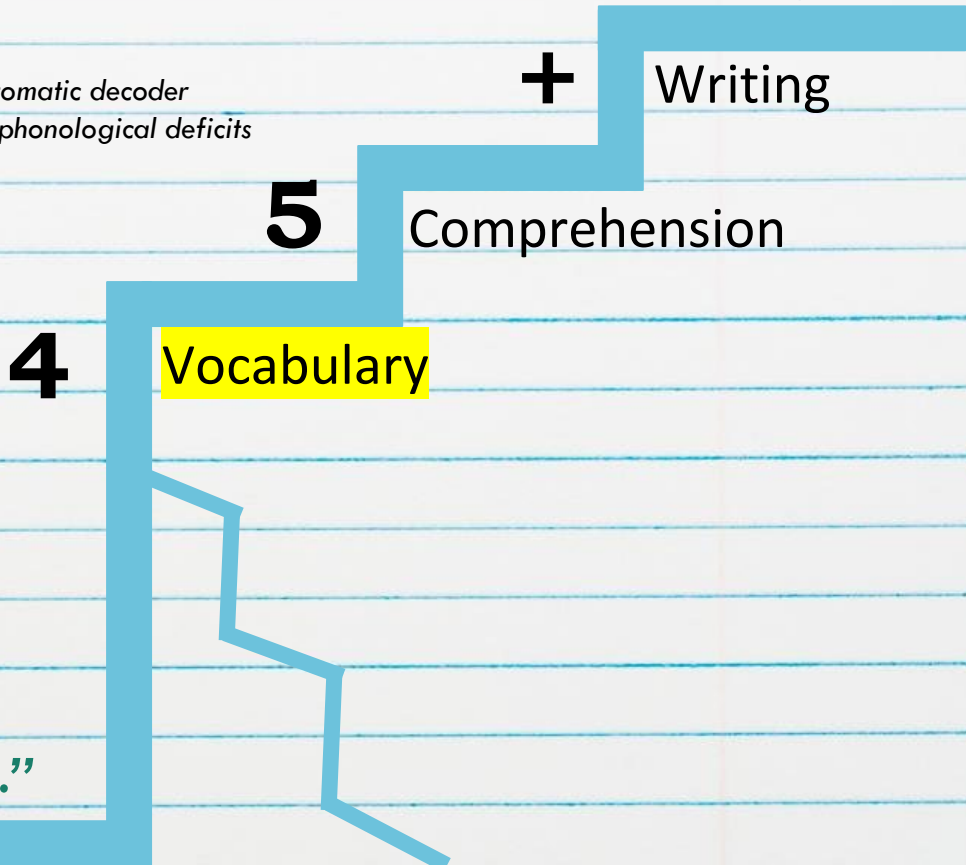 + Writing
omatic decoder
phonological deficits
5 Comprehension
4 Vocabulary
.”